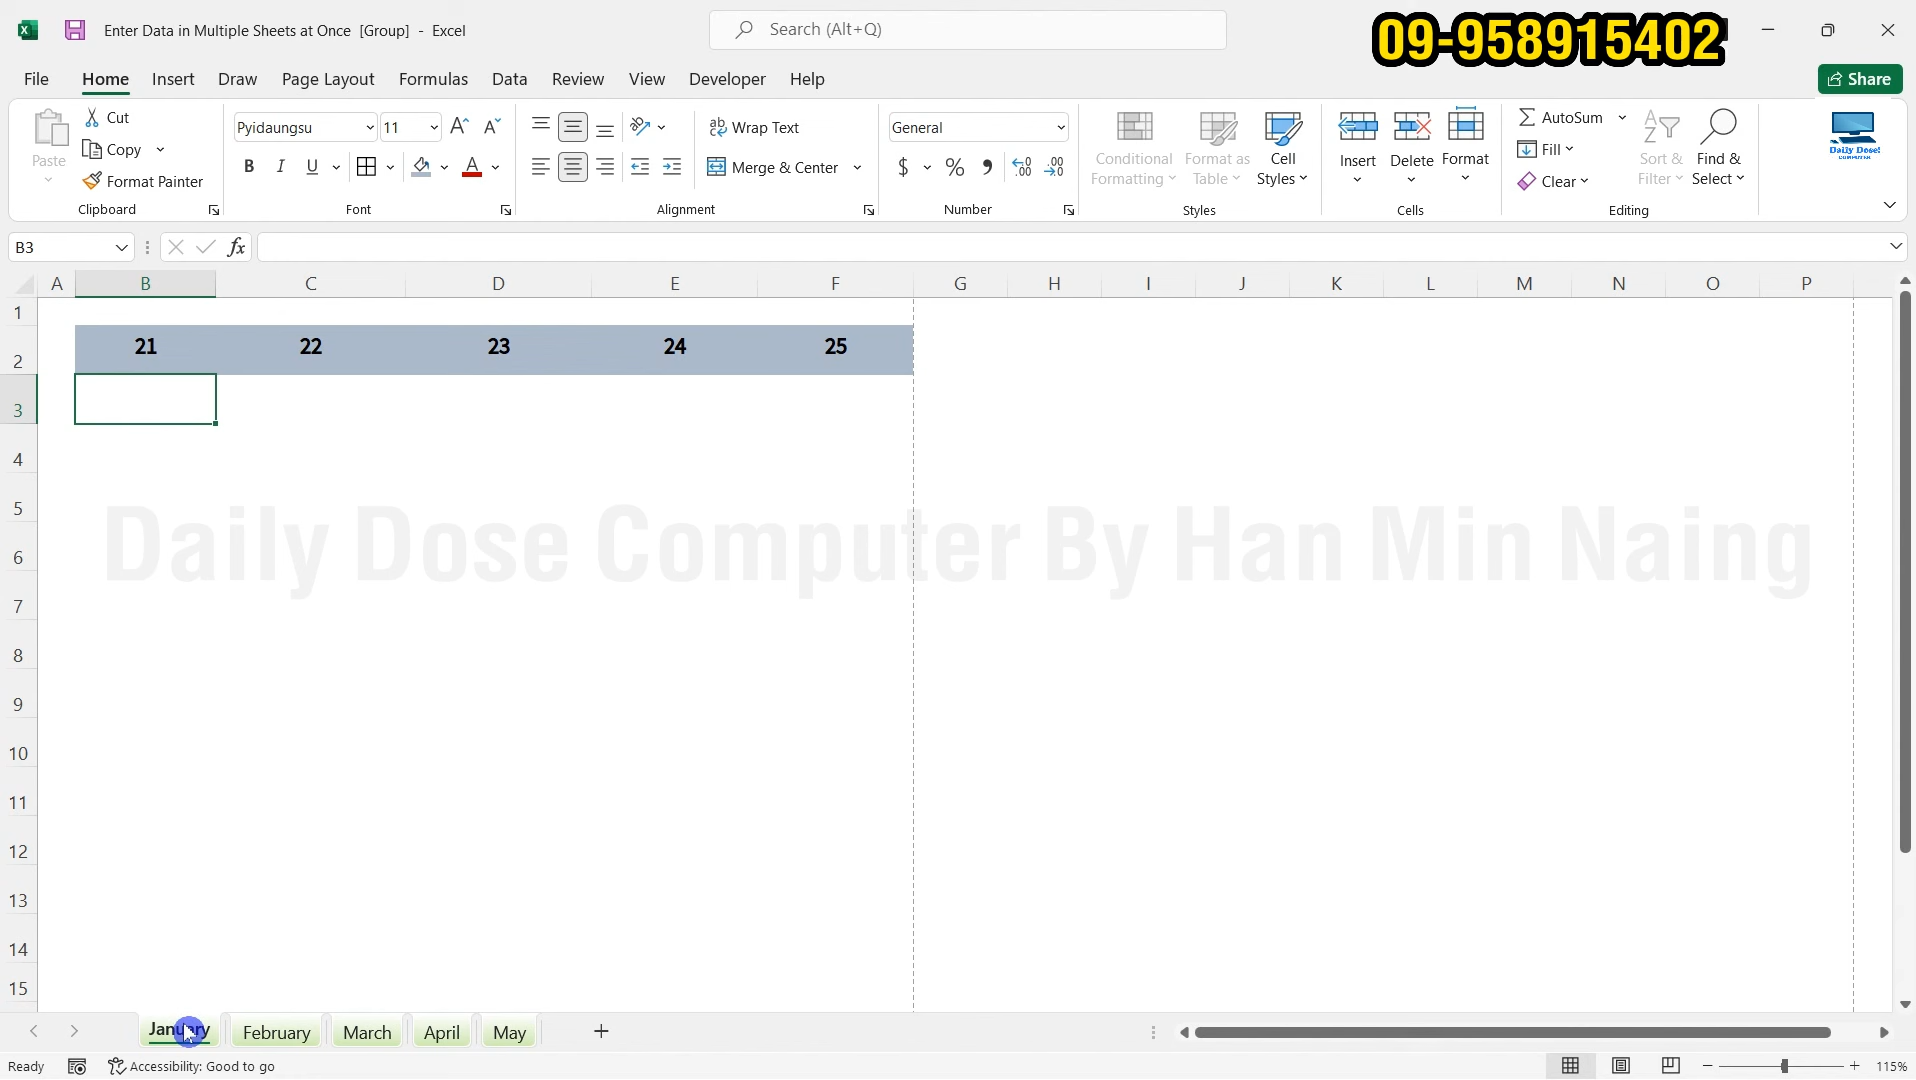 Enter Data in Multiple Sheets at Once [Group] - Excel
Search (Alt+Q)
09-958915402
File Home Insert Draw Page Layout Formulas Data Review View Developer Help
Share
Paste
Cut
Copy
Format Painter
Clipboard
Pyidaungsu 11
B I U
Font
Wrap Text
Merge & Center
Alignment
General
$ % ,
Number
Conditional Formatting
Format as Table
Cell Styles
Styles
Insert Delete Format
Cells
AutoSum
Fill
Clear
Sort & Filter
Find & Select
Editing
Daily Dose!
COMPUTER
B3
fx
A B C D E F G H I J K L M N O P
1
2 21 22 23 24 25
3
4
5
6
7
8
9
10
11
12
13
14
15
Daily Dose Computer By Han Min Naing
January February March April May
Ready
Accessibility: Good to go
115%